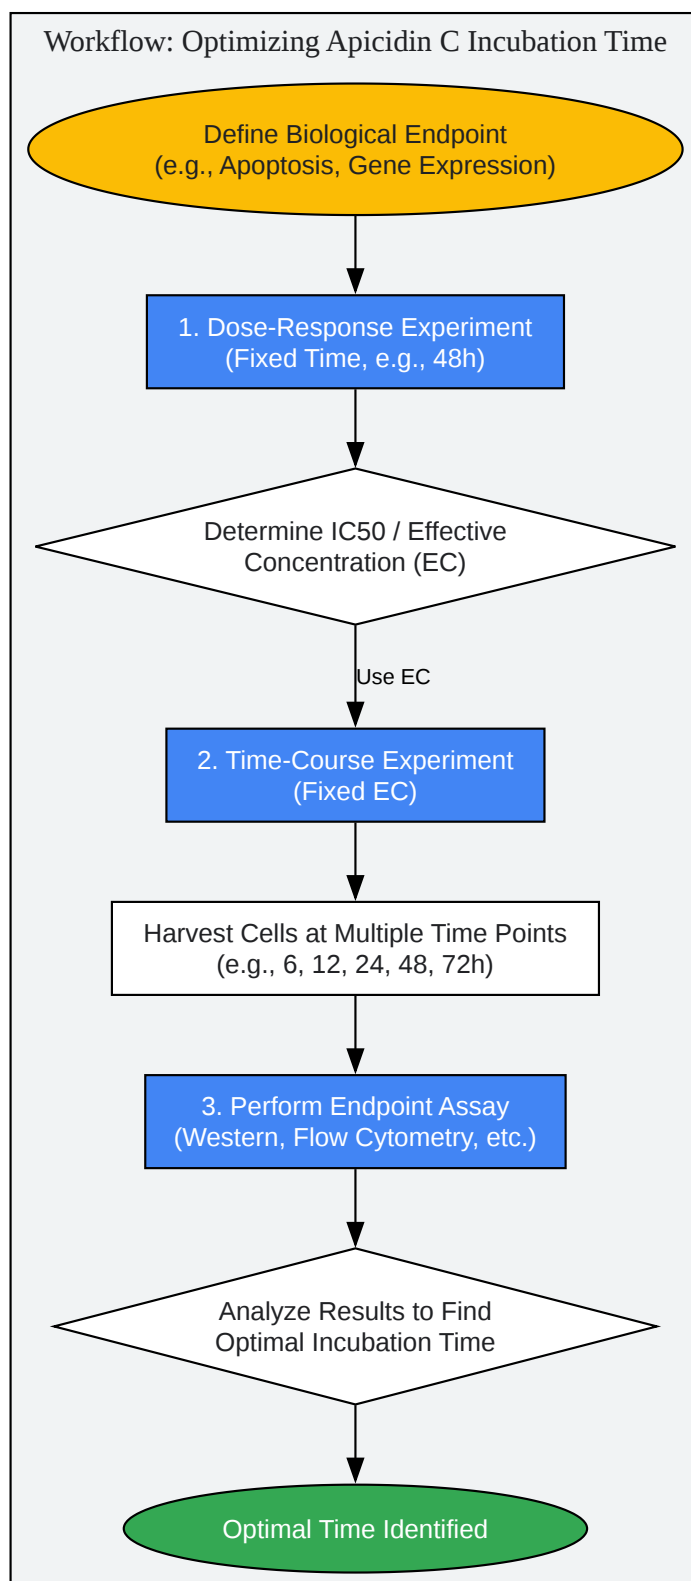 Workflow: Optimizing Apicidin C Incubation Time
Define Biological Endpoint
(e.g., Apoptosis, Gene Expression)
1. Dose-Response Experiment
(Fixed Time, e.g., 48h)
Determine IC50 / Effective
Concentration (EC)
Use EC
2. Time-Course Experiment
(Fixed EC)
Harvest Cells at Multiple Time Points
(e.g., 6, 12, 24, 48, 72h)
3. Perform Endpoint Assay
(Western, Flow Cytometry, etc.)
Analyze Results to Find
Optimal Incubation Time
Optimal Time Identified